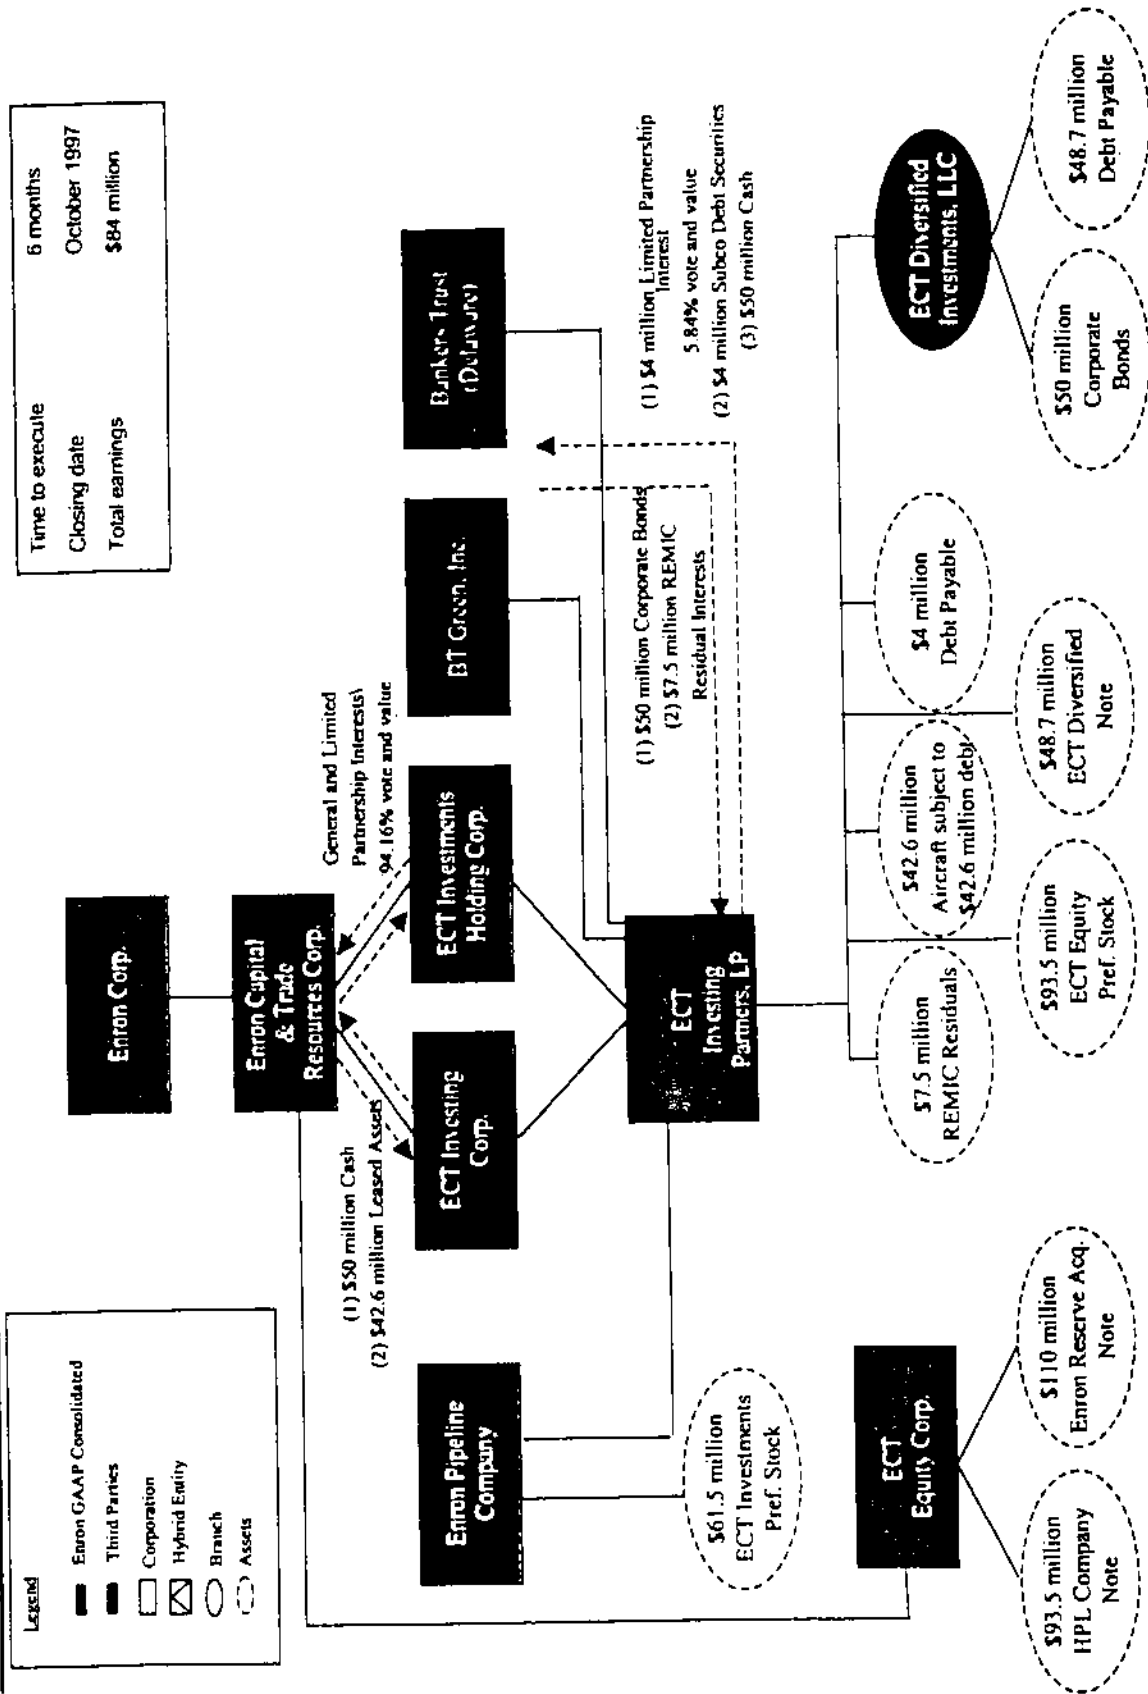 Legend
Enron GAAP Consolidated
Third Parties
Corporation
Hybrid Entity
Branch
Assets
Time to execute 6 months
Closing date October 1997
Total earnings $84 million
Enron Corp.
Enron Capital
& Trade
Resources Corp.
General and Limited
Partnership Interests\
94.16% vote and value
(1) $50 million Cash
(2) $42.6 million Leased Assets
Enron Pipeline
Company
ECT Investing
Corp.
ECT Investments
Holding Corp.
BT Green, Inc.
Bankers Trust
(Delaware)
$61.5 million
ECT Investments
Pref. Stock
ECT
Investing
Partners, LP
(1) $50 million Corporate Bonds
(2) $7.5 million REMIC
Residual Interests
(1) $4 million Limited Partnership
Interest
5.84% vote and value
(2) $4 million Subco Debt Securities
(3) $50 million Cash
ECT
Equity Corp.
$7.5 million
REMIC Residuals
$42.6 million
Aircraft subject to
$42.6 million debt
$4 million
Debt Payable
ECT Diversified
Investments, LLC
$93.5 million
HPL Company
Note
$110 million
Enron Reserve Acq.
Note
$93.5 million
ECT Equity
Pref. Stock
$48.7 million
ECT Diversified
Note
$50 million
Corporate
Bonds
$48.7 million
Debt Payable